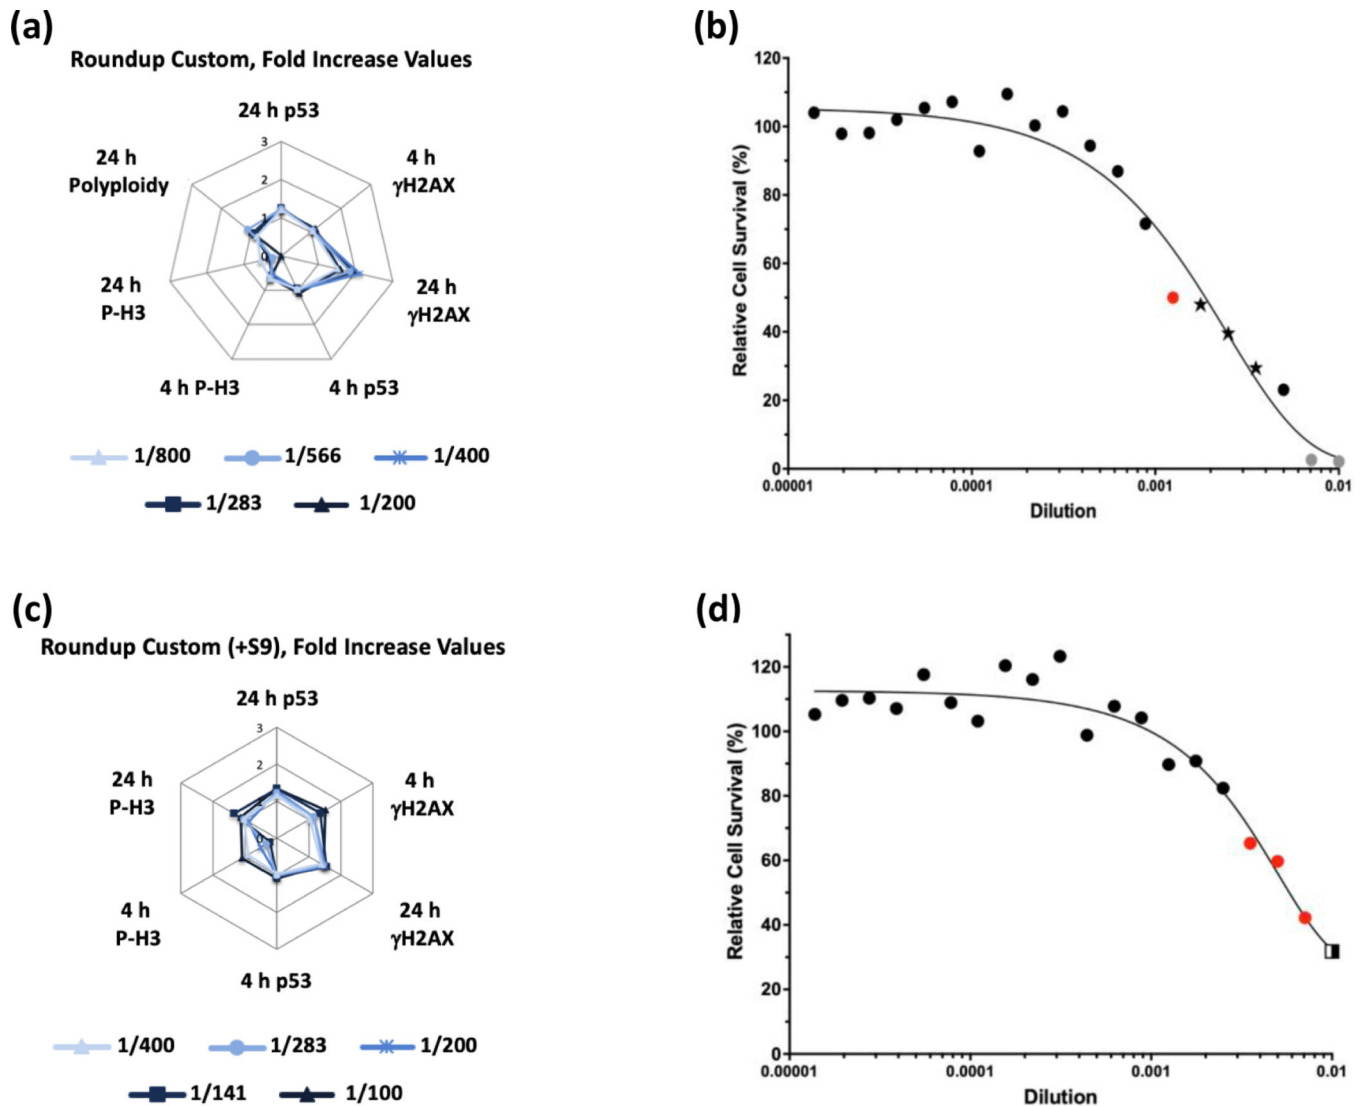 (a)
Roundup Custom, Fold Increase Values
24 h p53
3
2
1
0
4 h
γH2AX
24 h
γH2AX
4 h p53
4 h P-H3
24 h
P-H3
24 h
Polyploidy
1/800
1/566
1/400
1/283
1/200
(b)
Relative Cell Survival (%)
120
100
80
60
40
20
0
0.00001
0.0001
0.001
0.01
Dilution
(c)
Roundup Custom (+S9), Fold Increase Values
24 h p53
3
2
0
4 h
γH2AX
24 h
γH2AX
4 h p53
4 h
P-H3
24 h
P-H3
1/400
1/283
1/200
1/141
1/100
(d)
Relative Cell Survival (%)
120
100
80
60
40
20
0
0.00001
0.0001
0.001
0.01
Dilution